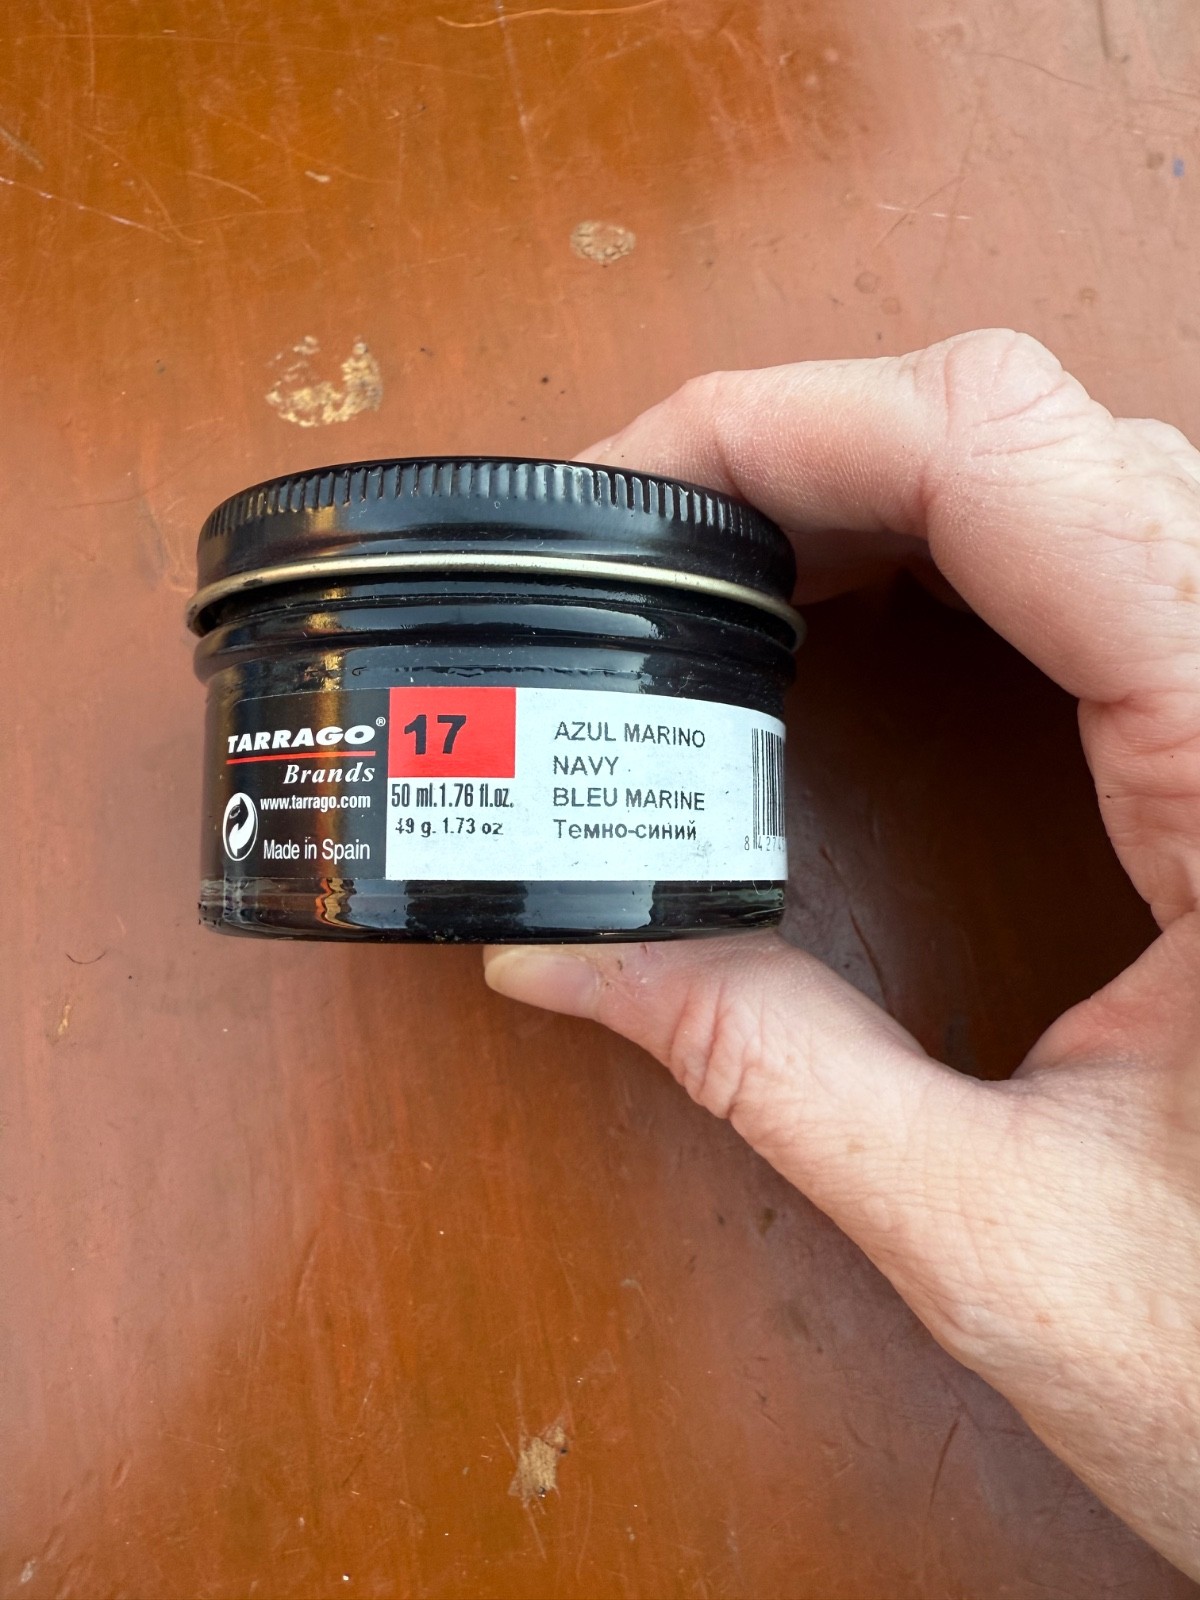 TARRAGO®
Brands
www.tarrago.com
Made in Spain
17
50 ml.1.76 fl.oz.
49 g. 1.73 oz
AZUL MARINO
NAVY
BLEU MARINE
Темно-синий